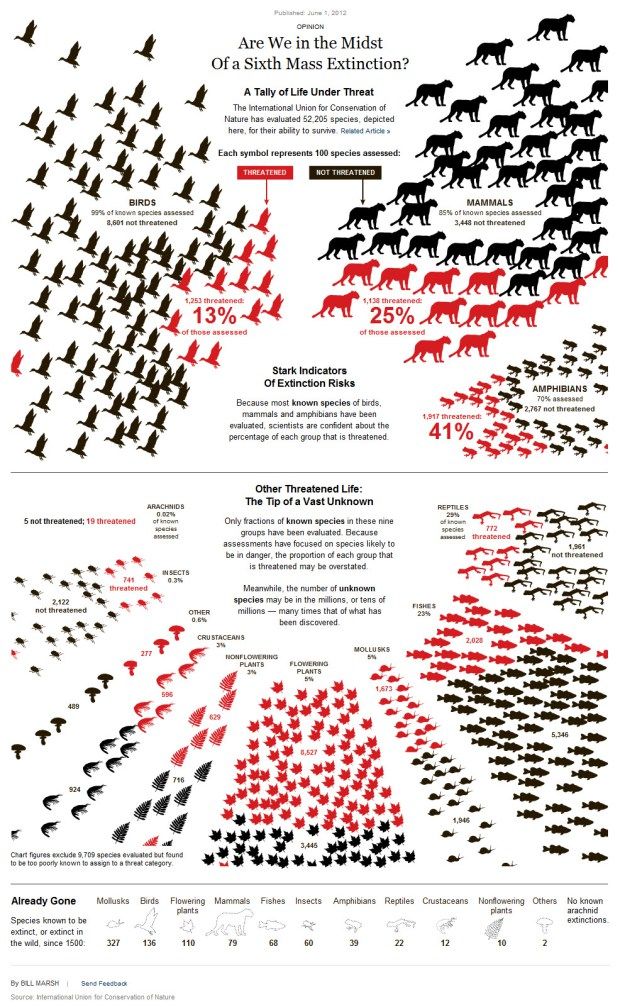 Published: June 1, 2012
OPINION
Are We in the Midst
Of a Sixth Mass Extinction?
A Tally of Life Under Threat
The International Union for Conservation of
Nature has evaluated 52,205 species, depicted
here, for their ability to survive. Related Article »
Each symbol represents 100 species assessed:
THREATENED
NOT THREATENED
BIRDS
99% of known species assessed
8,601 not threatened
MAMMALS
85% of known species assessed
3,448 not threatened
1,253 threatened:
13%
of those assessed
1,138 threatened:
25%
of those assessed
Stark Indicators
Of Extinction Risks
Because most known species of birds,
mammals and amphibians have been
evaluated, scientists are confident about the
percentage of each group that is threatened.
AMPHIBIANS
70% assessed
2,767 not threatened
1,917 threatened:
41%
Other Threatened Life:
The Tip of a Vast Unknown
Only fractions of known species in these nine
groups have been evaluated. Because
assessments have focused on species likely to
be in danger, the proportion of each group that
is threatened may be overstated.
Meanwhile, the number of unknown
species may be in the millions, or tens of
millions — many times that of what has
been discovered.
ARACHNIDS
0.02%
of known
species
assessed
5 not threatened; 19 threatened
INSECTS
0.3%
741
threatened
2,122
not threatened
OTHER
0.6%
277
489
CRUSTACEANS
3%
596
924
NONFLOWERING
PLANTS
3%
629
716
FLOWERING
PLANTS
5%
6,527
3,445
MOLLUSKS
5%
1,673
1,946
FISHES
23%
2,028
5,346
REPTILES
29%
of known
species
assessed
772
threatened
1,961
not threatened
Chart figures exclude 9,709 species evaluated but found
to be too poorly known to assign to a threat category.
Already Gone
Species known to be
extinct, or extinct in
the wild, since 1500:
Mollusks
327
Birds
136
Flowering
plants
110
Mammals
79
Fishes
68
Insects
60
Amphibians
39
Reptiles
22
Crustaceans
12
Nonflowering
plants
10
Others
2
No known
arachnid
extinctions.
By BILL MARSH | Send Feedback
Source: International Union for Conservation of Nature